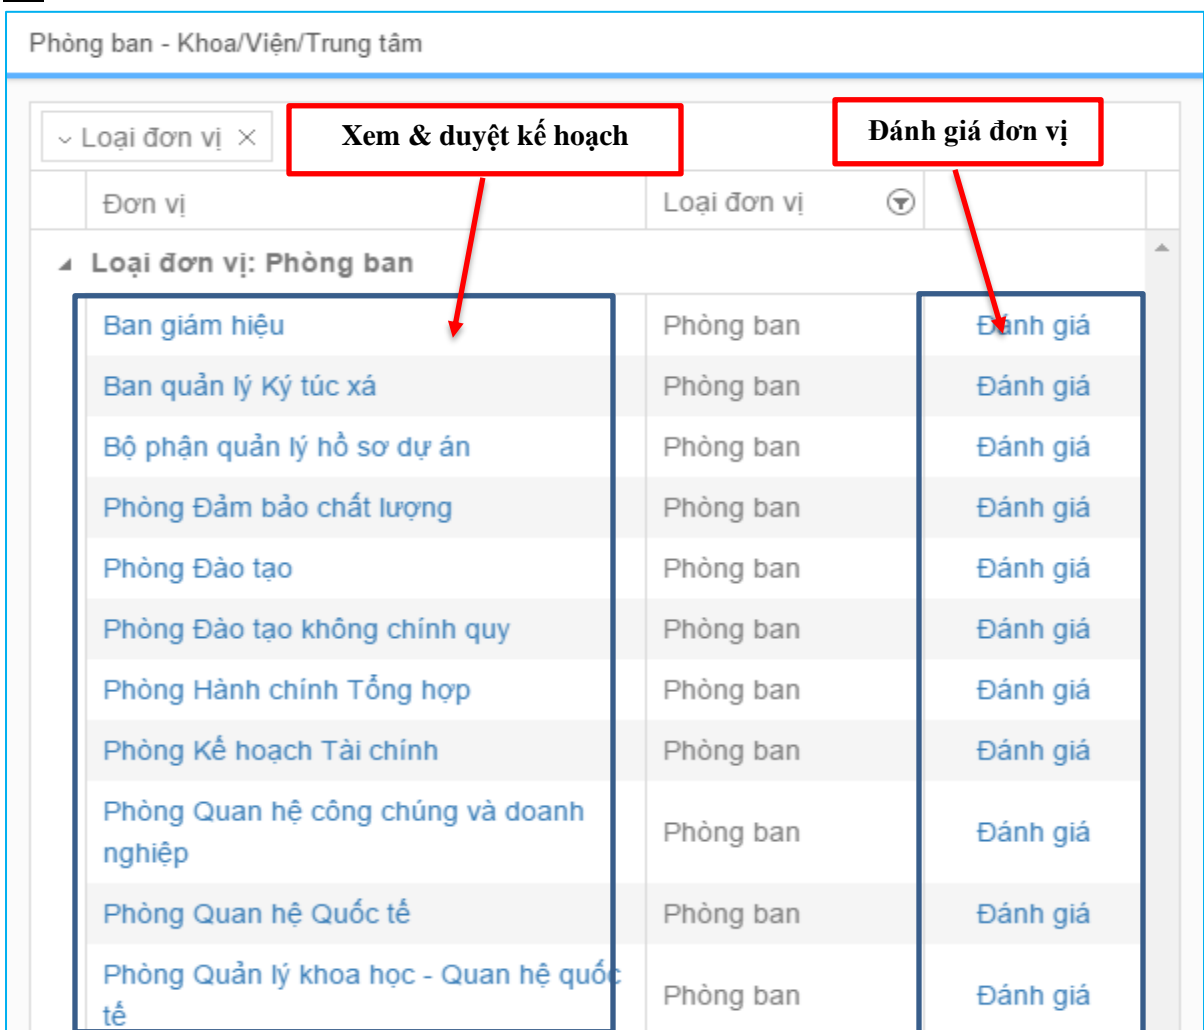 Phòng ban - Khoa/Viện/Trung tâm
Loại đơn vị ×
Xem & duyệt kế hoạch
Đánh giá đơn vị
Đơn vị Loại đơn vị
Loại đơn vị: Phòng ban
Ban giám hiệu Phòng ban Đánh giá
Ban quản lý Ký túc xá Phòng ban Đánh giá
Bộ phận quản lý hồ sơ dự án Phòng ban Đánh giá
Phòng Đảm bảo chất lượng Phòng ban Đánh giá
Phòng Đào tạo Phòng ban Đánh giá
Phòng Đào tạo không chính quy Phòng ban Đánh giá
Phòng Hành chính Tổng hợp Phòng ban Đánh giá
Phòng Kế hoạch Tài chính Phòng ban Đánh giá
Phòng Quan hệ công chúng và doanh
nghiệp Phòng ban Đánh giá
Phòng Quan hệ Quốc tế Phòng ban Đánh giá
Phòng Quản lý khoa học - Quan hệ quốc
tế Phòng ban Đánh giá